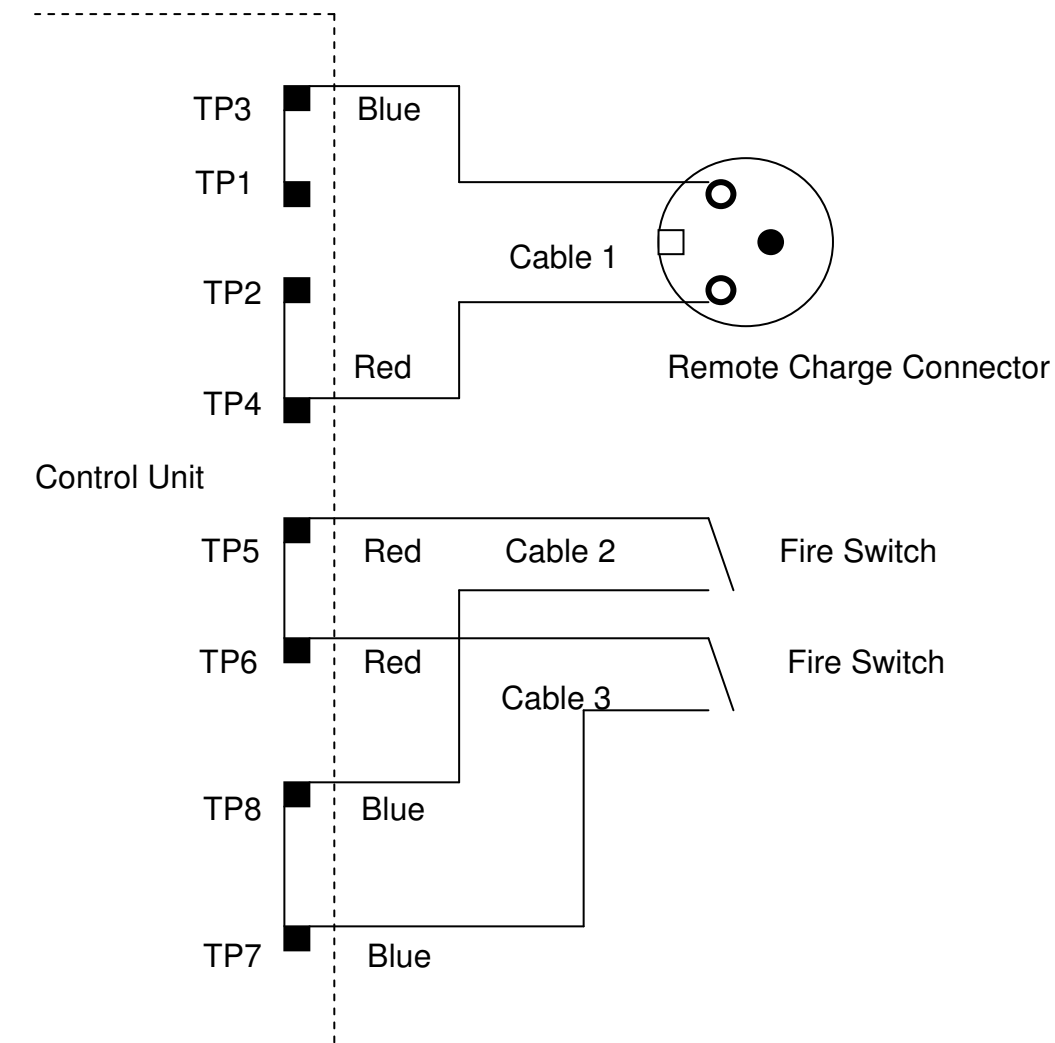 TP3 Blue
TP1
Cable 1
TP2
Red Remote Charge Connector
TP4
Control Unit
TP5 Red Cable 2 Fire Switch
TP6 Red Fire Switch
Cable 3
TP8 Blue
TP7 Blue